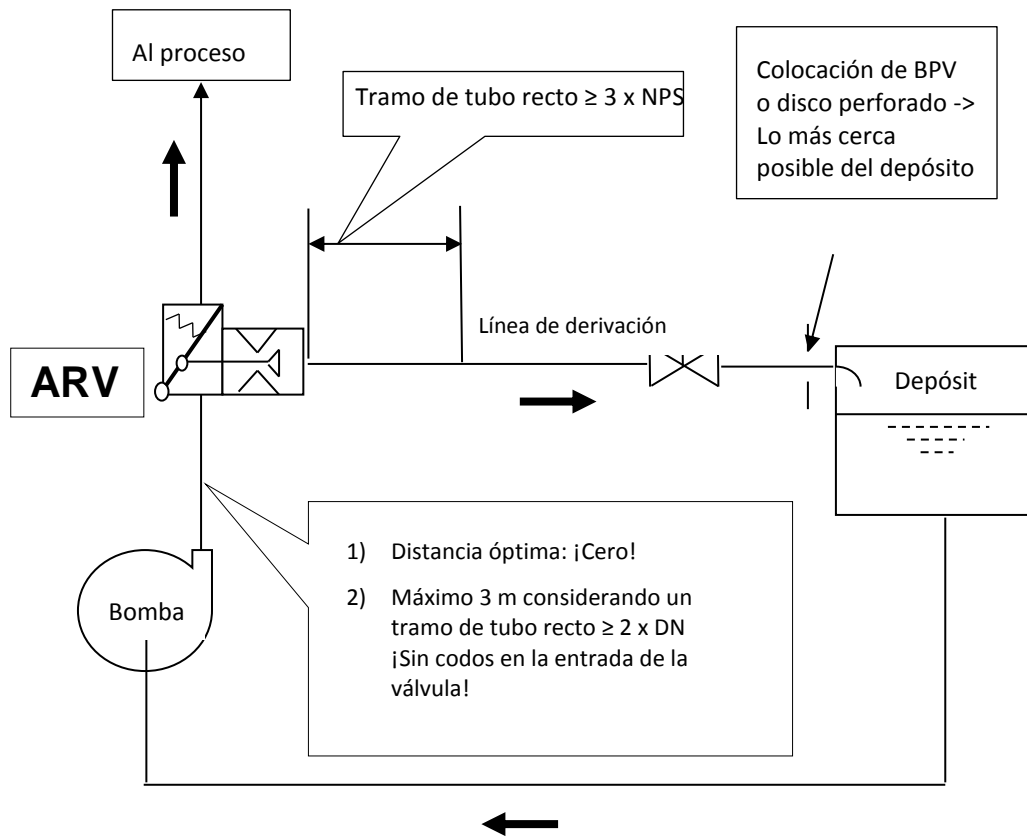 Al proceso
Tramo de tubo recto ≥ 3 x NPS
Colocación de BPV
o disco perforado ->
Lo más cerca
posible del depósito
Línea de derivación
ARV
Depósit
1) Distancia óptima: ¡Cero!
2) Máximo 3 m considerando un
tramo de tubo recto ≥ 2 x DN
¡Sin codos en la entrada de la
válvula!
Bomba